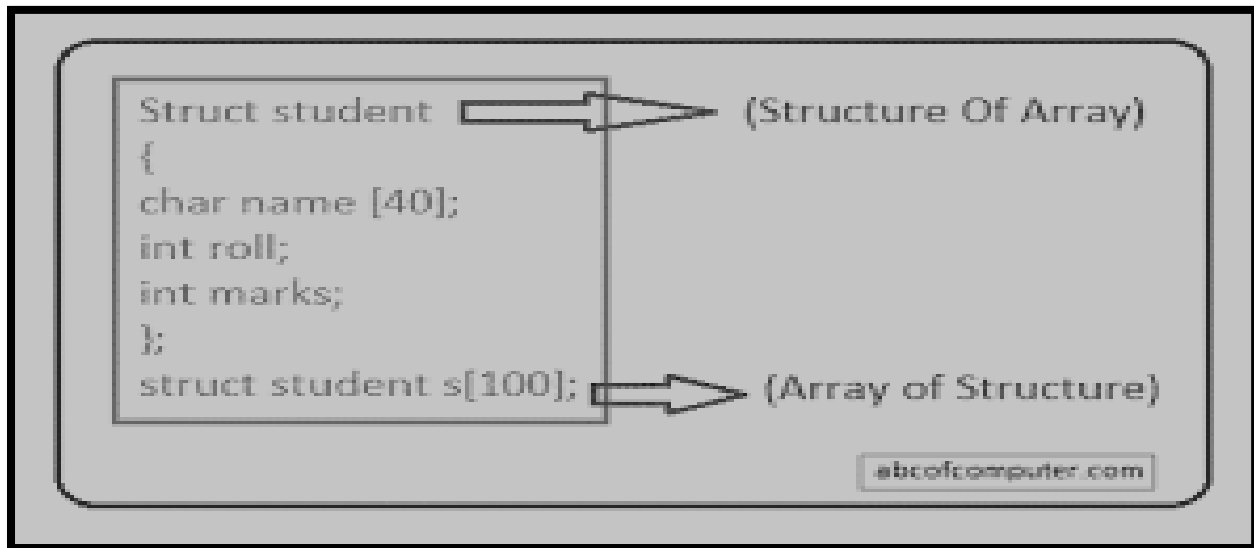 Struct student (Structure Of Array)
{
char name [40];
int roll;
int marks;
};
struct student s[100]; (Array of Structure)
abcofcomputer.com